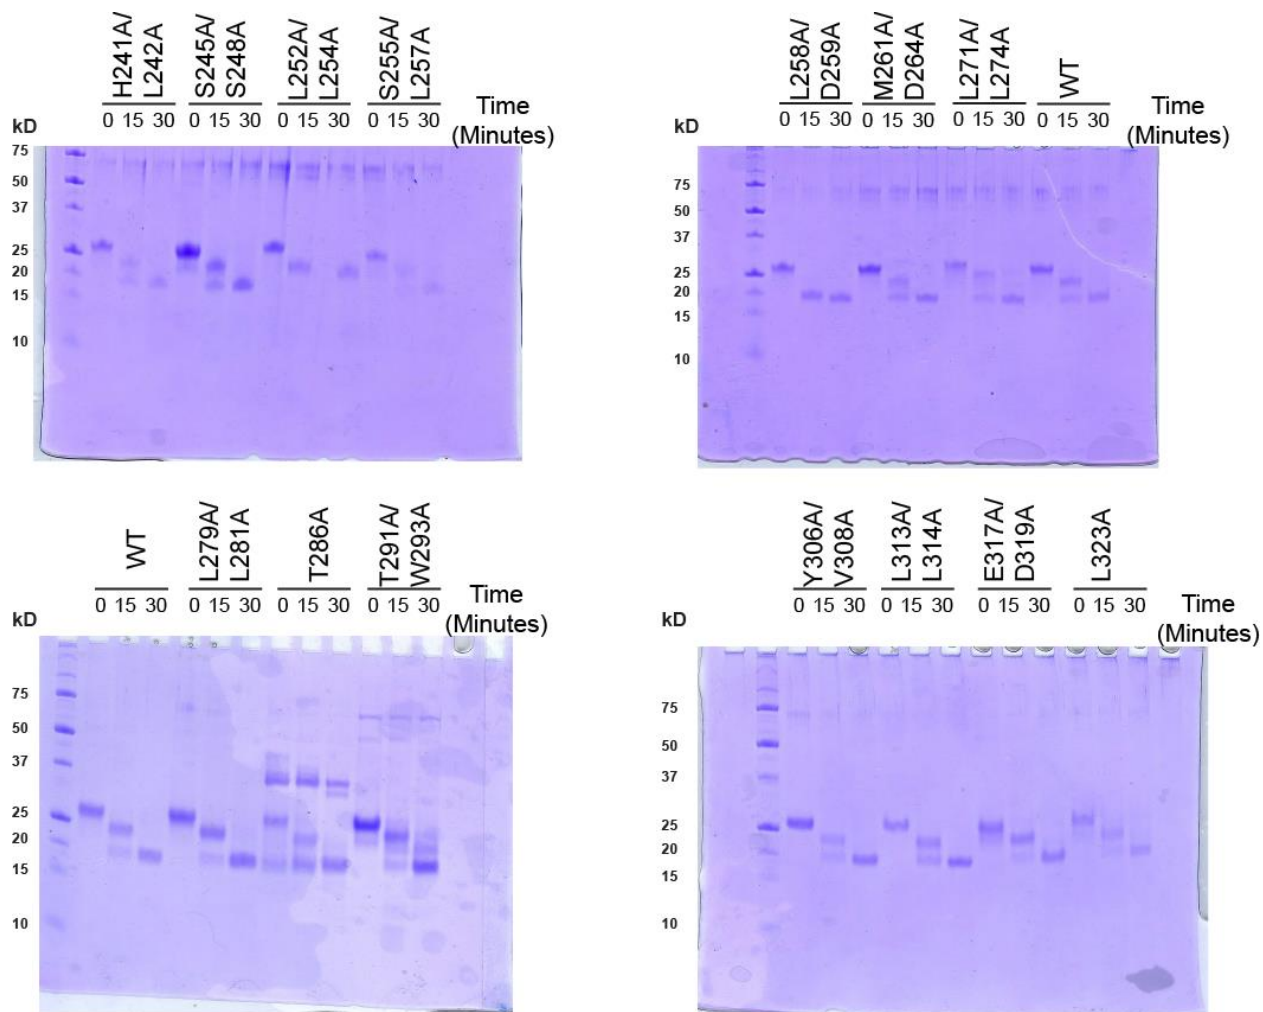 H241A/
L242A
S245A/
S248A
L252A/
L254A
S255A/
L257A
Time
(Minutes)
kD
0 15 30 0 15 30 0 15 30 0 15 30
75
50
37
25
20
15
10
L258A/
D259A
M261A/
D264A
L271A/
L274A
WT
Time
(Minutes)
kD
0 15 30 0 15 30 0 15 30 0 15 30
75
50
37
25
20
15
10
WT
L279A/
L281A
T286A
T291A/
W293A
Time
(Minutes)
kD
0 15 30 0 15 30 0 15 30 0 15 30
75
50
37
25
20
15
10
Y306A/
V308A
L313A/
L314A
E317A/
D319A
L323A
Time
(Minutes)
kD
0 15 30 0 15 30 0 15 30 0 15 30
75
50
37
25
20
15
10